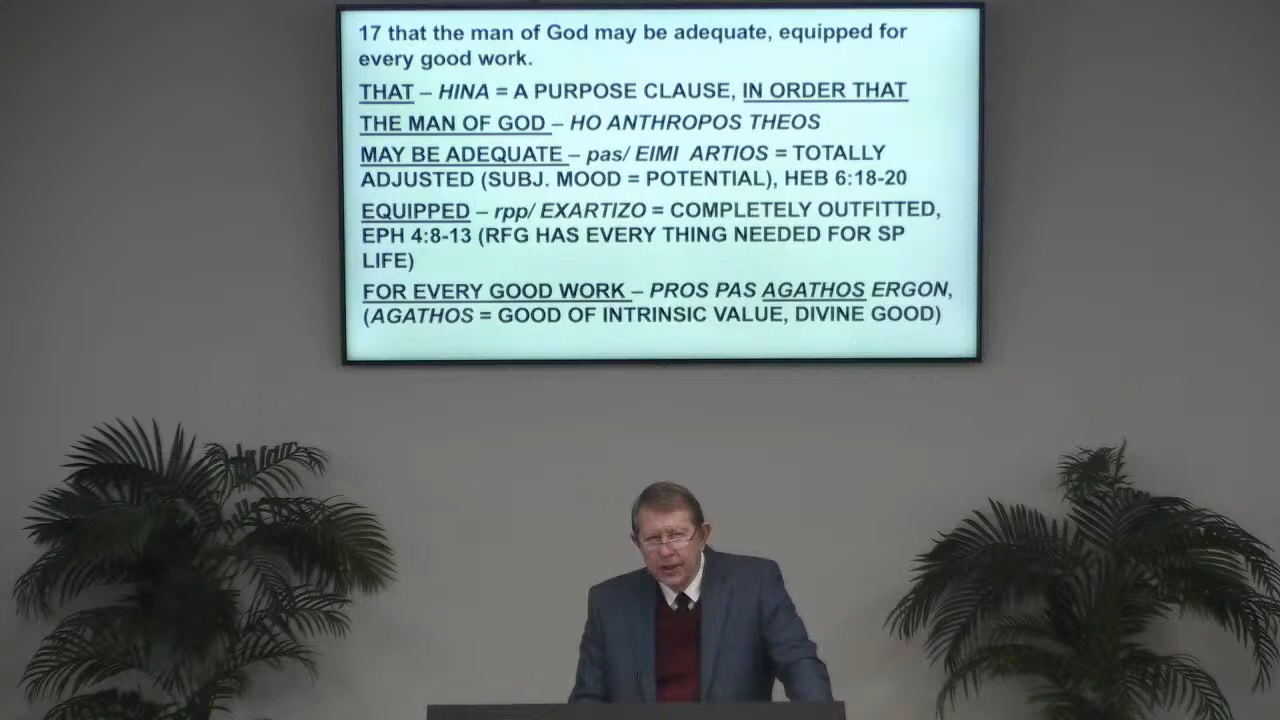 17 that the man of God may be adequate, equipped for
every good work.
THAT – HINA = A PURPOSE CLAUSE, IN ORDER THAT
THE MAN OF GOD – HO ANTHROPOS THEOS
MAY BE ADEQUATE – pas/ EIMI ARTIOS = TOTALLY
ADJUSTED (SUBJ. MOOD = POTENTIAL), HEB 6:18-20
EQUIPPED – rpp/ EXARTIZO = COMPLETELY OUTFITTED,
EPH 4:8-13 (RFG HAS EVERY THING NEEDED FOR SP
LIFE)
FOR EVERY GOOD WORK – PROS PAS AGATHOS ERGON,
(AGATHOS = GOOD OF INTRINSIC VALUE, DIVINE GOOD)